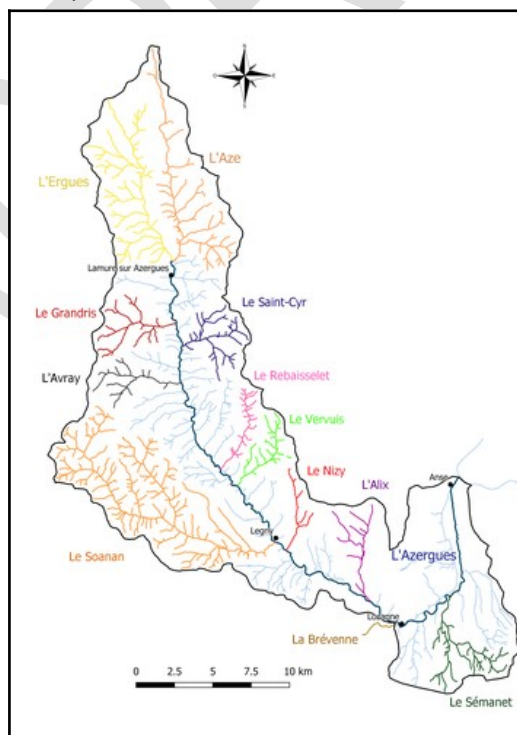 L'Aze
L'Ergues
Lamure sur Azergues
Le Saint-Cyr
Le Grandris
Le Rebaisselet
L'Avray
Le Vervuis
Le Nizy
L'Alix
Anse
Legny
Le Soanan
L'Azergues
Lozanne
La Brévenne
0 2.5 5 7.5 10 km
Le Sémanet